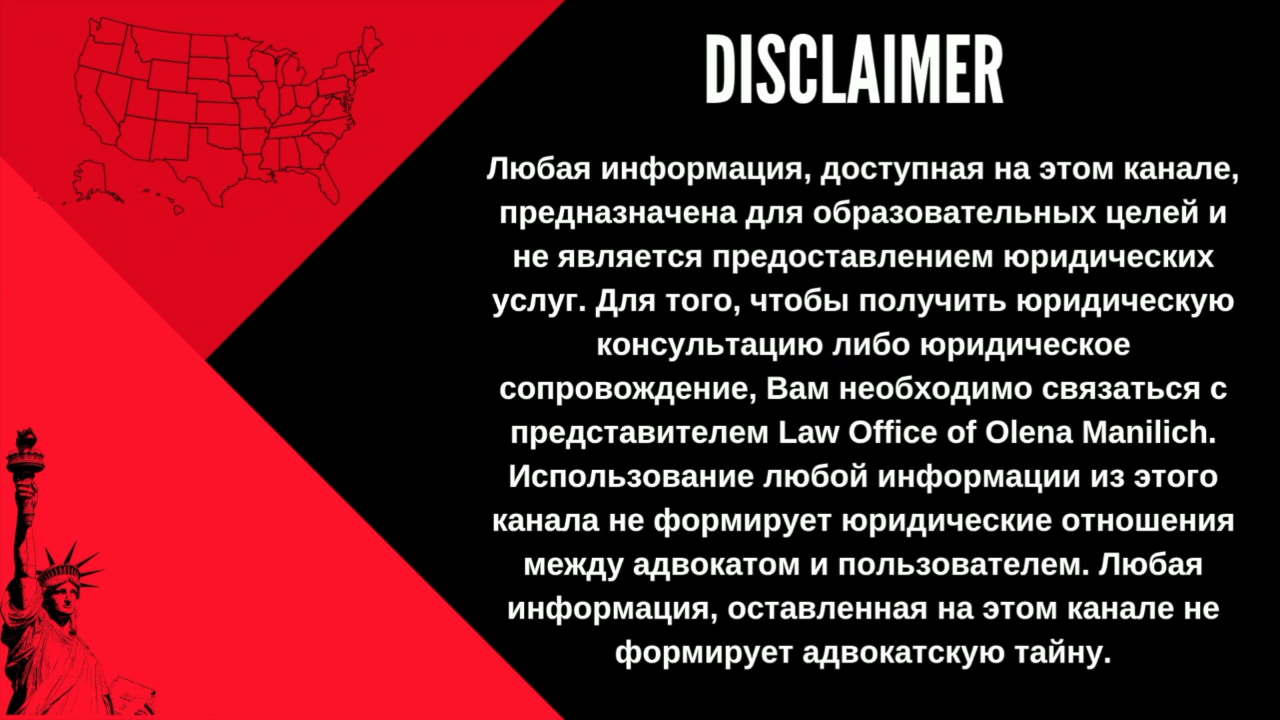 DISCLAIMER
Любая информация, доступная на этом канале,
предназначена для образовательных целей и
не является предоставлением юридических
услуг. Для того, чтобы получить юридическую
консультацию либо юридическое
сопровождение, Вам необходимо связаться с
представителем Law Office of Olena Manilich.
Использование любой информации из этого
канала не формирует юридические отношения
между адвокатом и пользователем. Любая
информация, оставленная на этом канале не
формирует адвокатскую тайну.